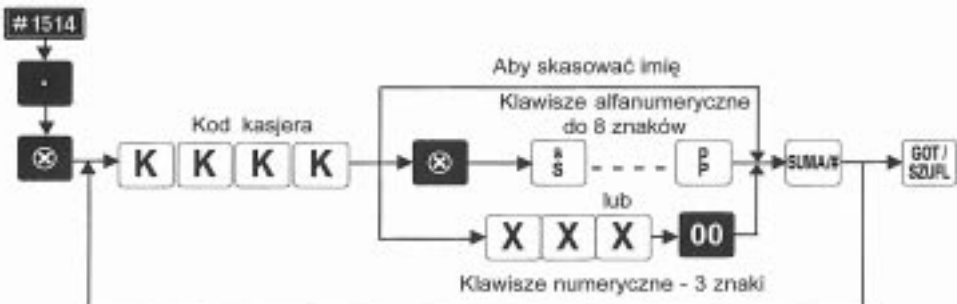 #1514
Aby skasować imię
Klawisze alfanumeryczne
do 8 znaków
Kod kasjera
K K K K
a
S
p
P
SUMA/#
GOT /
SZUFL
lub
X X X
00
Klawisze numeryczne - 3 znaki